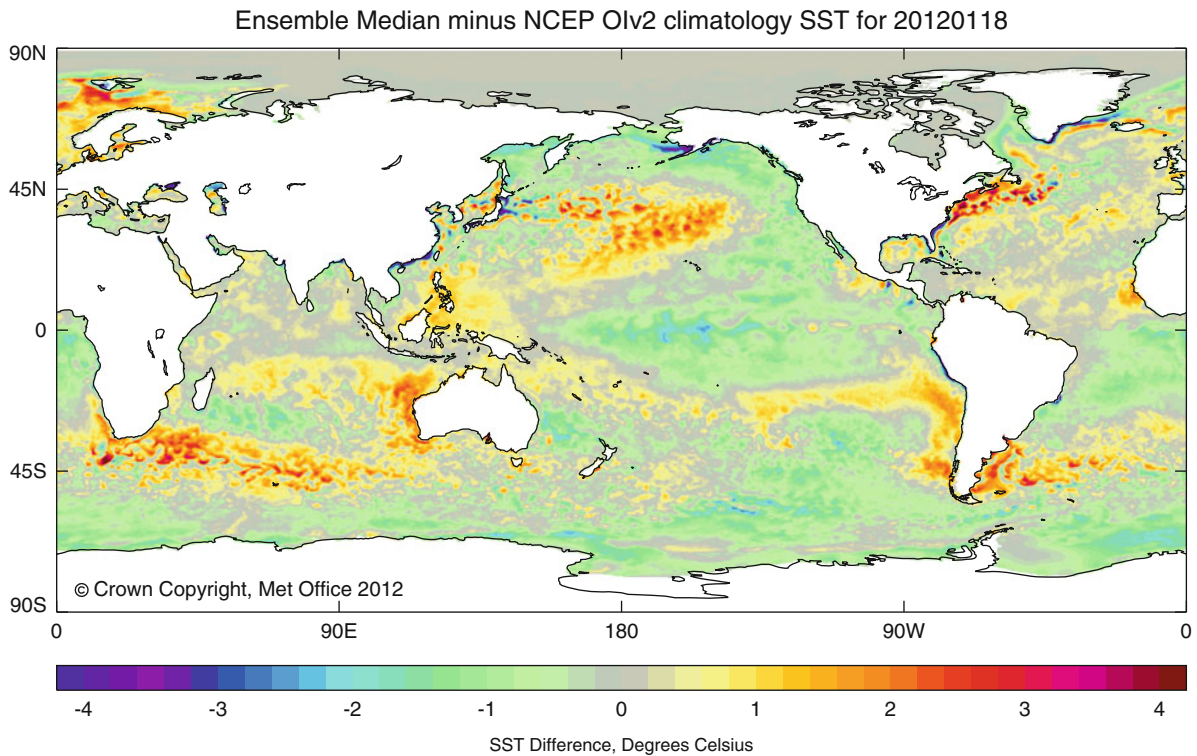 Ensemble Median minus NCEP OIv2 climatology SST for 20120118
90N
45N
0
45S
90S
© Crown Copyright, Met Office 2012
0 90E 180 90W 0
-4 -3 -2 -1 0 1 2 3 4
SST Difference, Degrees Celsius